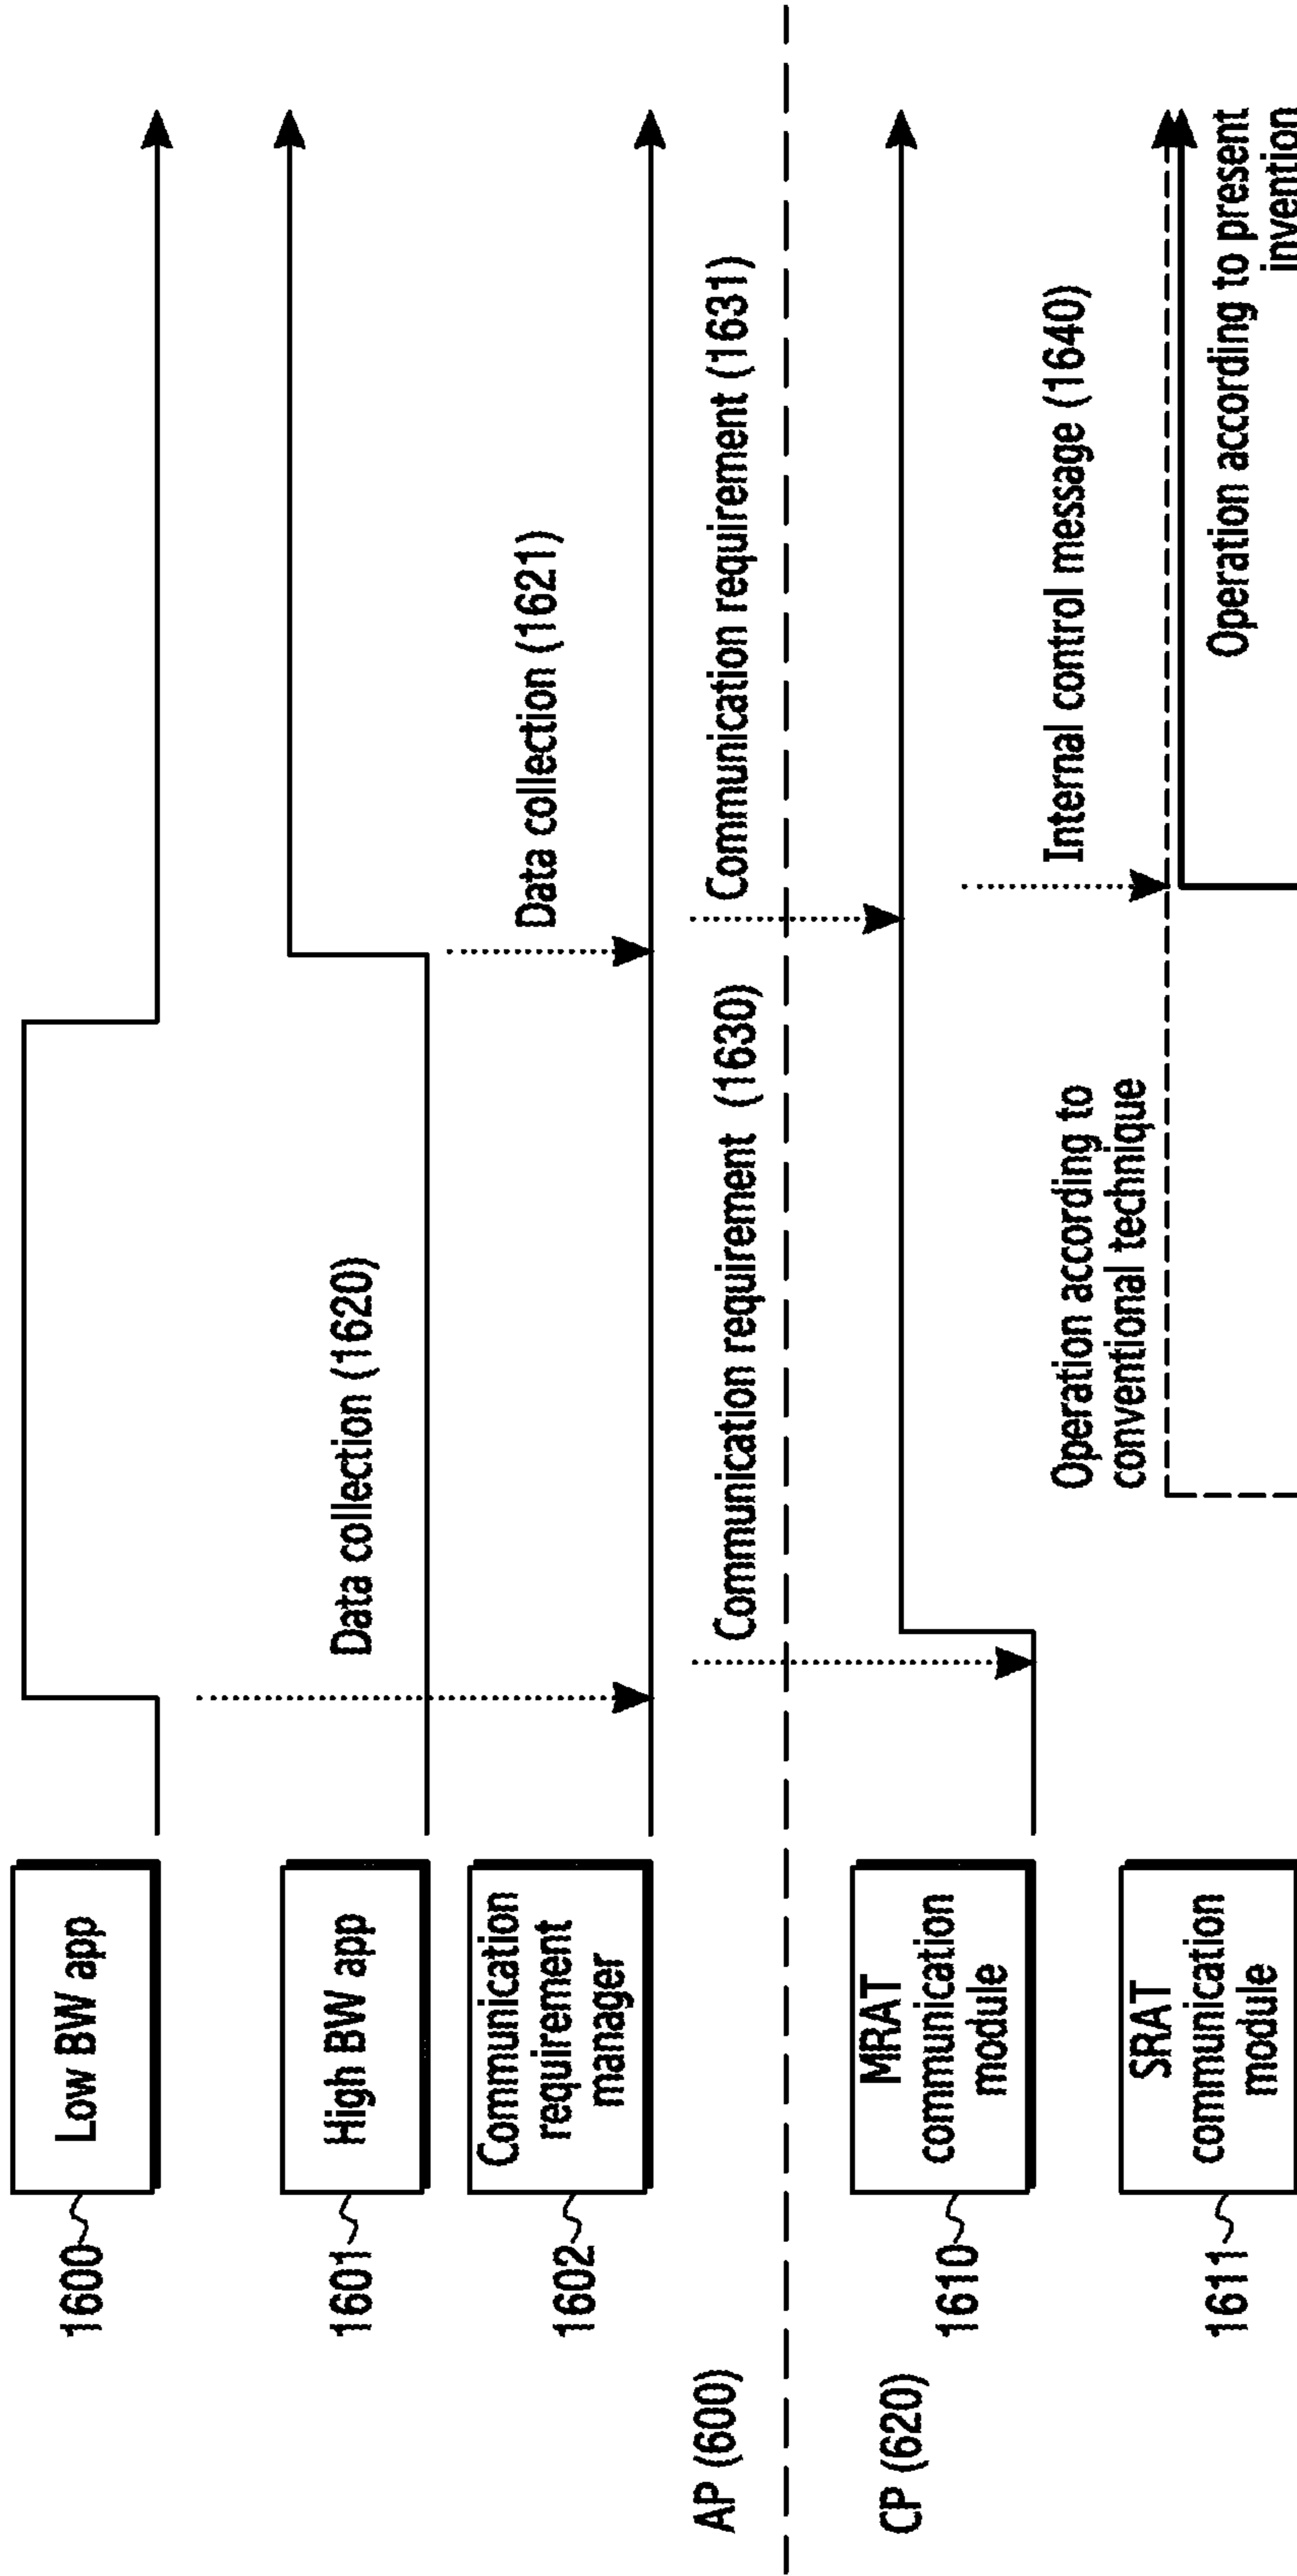 1600
Low BW app
1601
High BW app
Data collection (1620)
Data collection (1621)
1602
Communication
requirement
manager
AP (600)
Communication requirement (1630)
Communication requirement (1631)
CP (620)
1610
MRAT
communication
module
Internal control message (1640)
Operation according to
conventional technique
1611
SRAT
communication
module
Operation according to present
invention